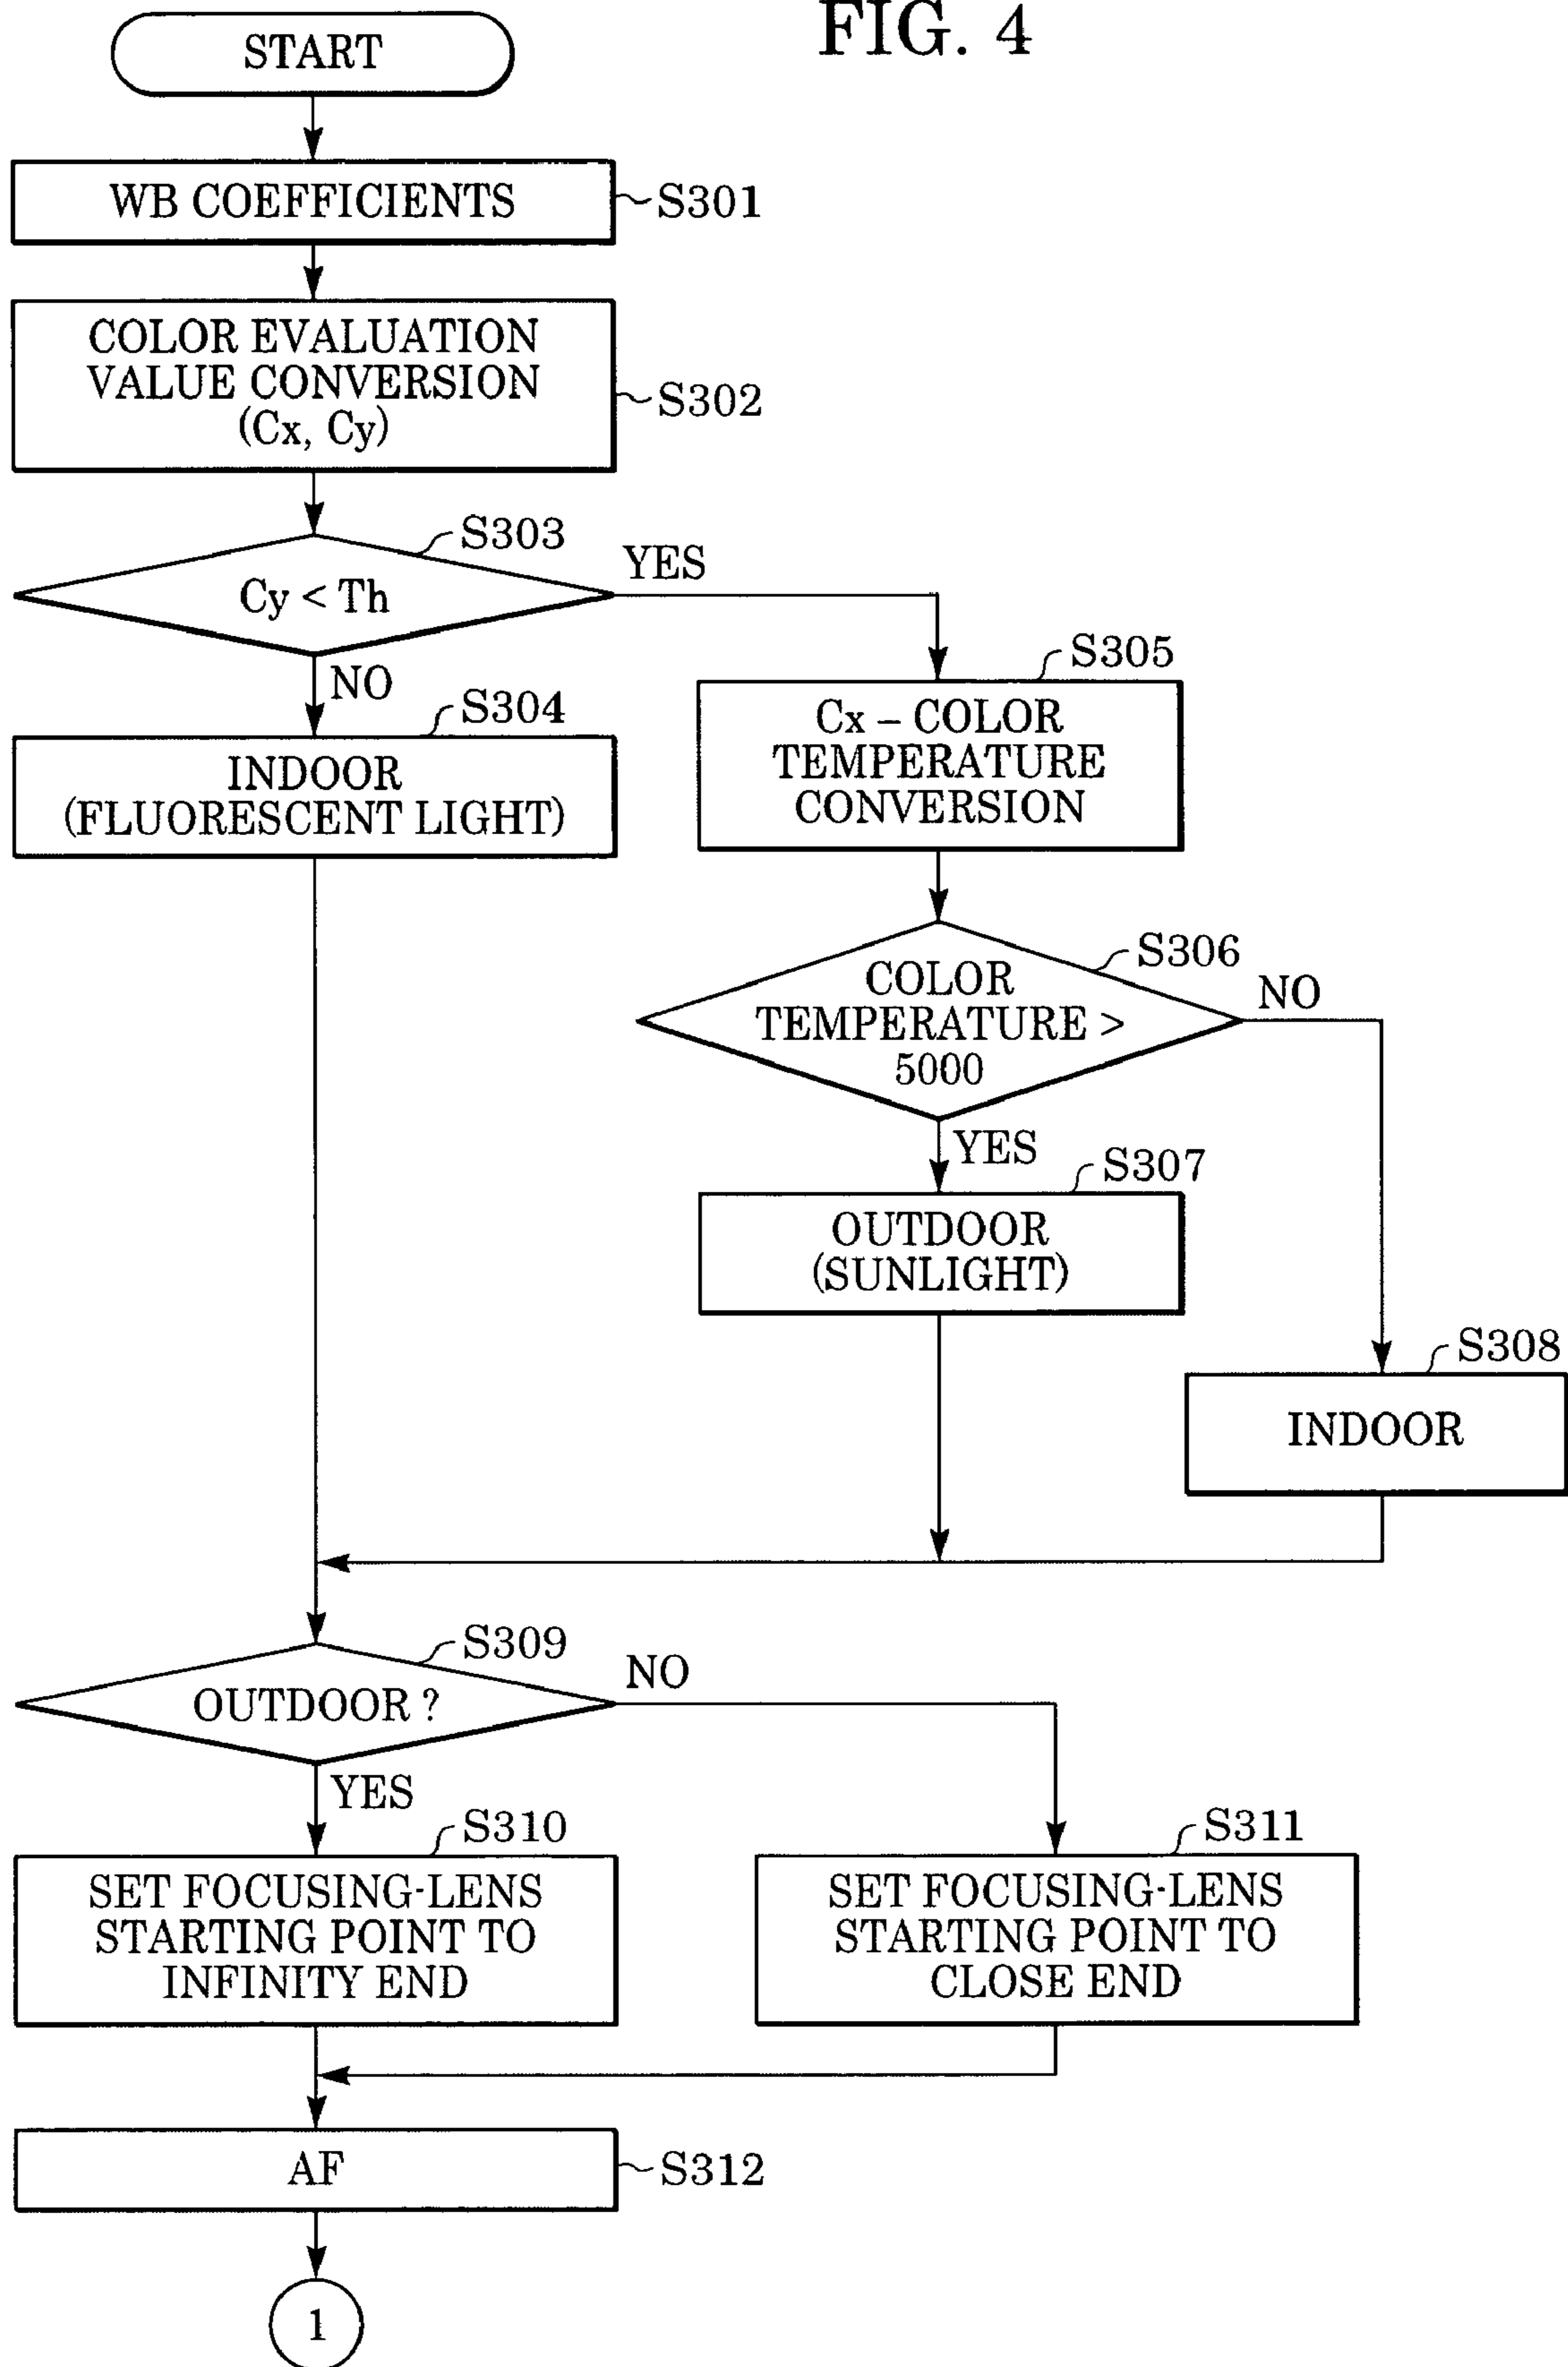 FIG. 4
START
WB COEFFICIENTS
S301
COLOR EVALUATION
VALUE CONVERSION
(Cx, Cy)
S302
S303
Cy < Th
YES
NO
S304
INDOOR
(FLUORESCENT LIGHT)
S305
Cx – COLOR
TEMPERATURE
CONVERSION
S306
COLOR
TEMPERATURE >
5000
NO
YES
S307
OUTDOOR
(SUNLIGHT)
S308
INDOOR
S309
OUTDOOR ?
NO
YES
S310
SET FOCUSING-LENS
STARTING POINT TO
INFINITY END
S311
SET FOCUSING-LENS
STARTING POINT TO
CLOSE END
AF
S312
1